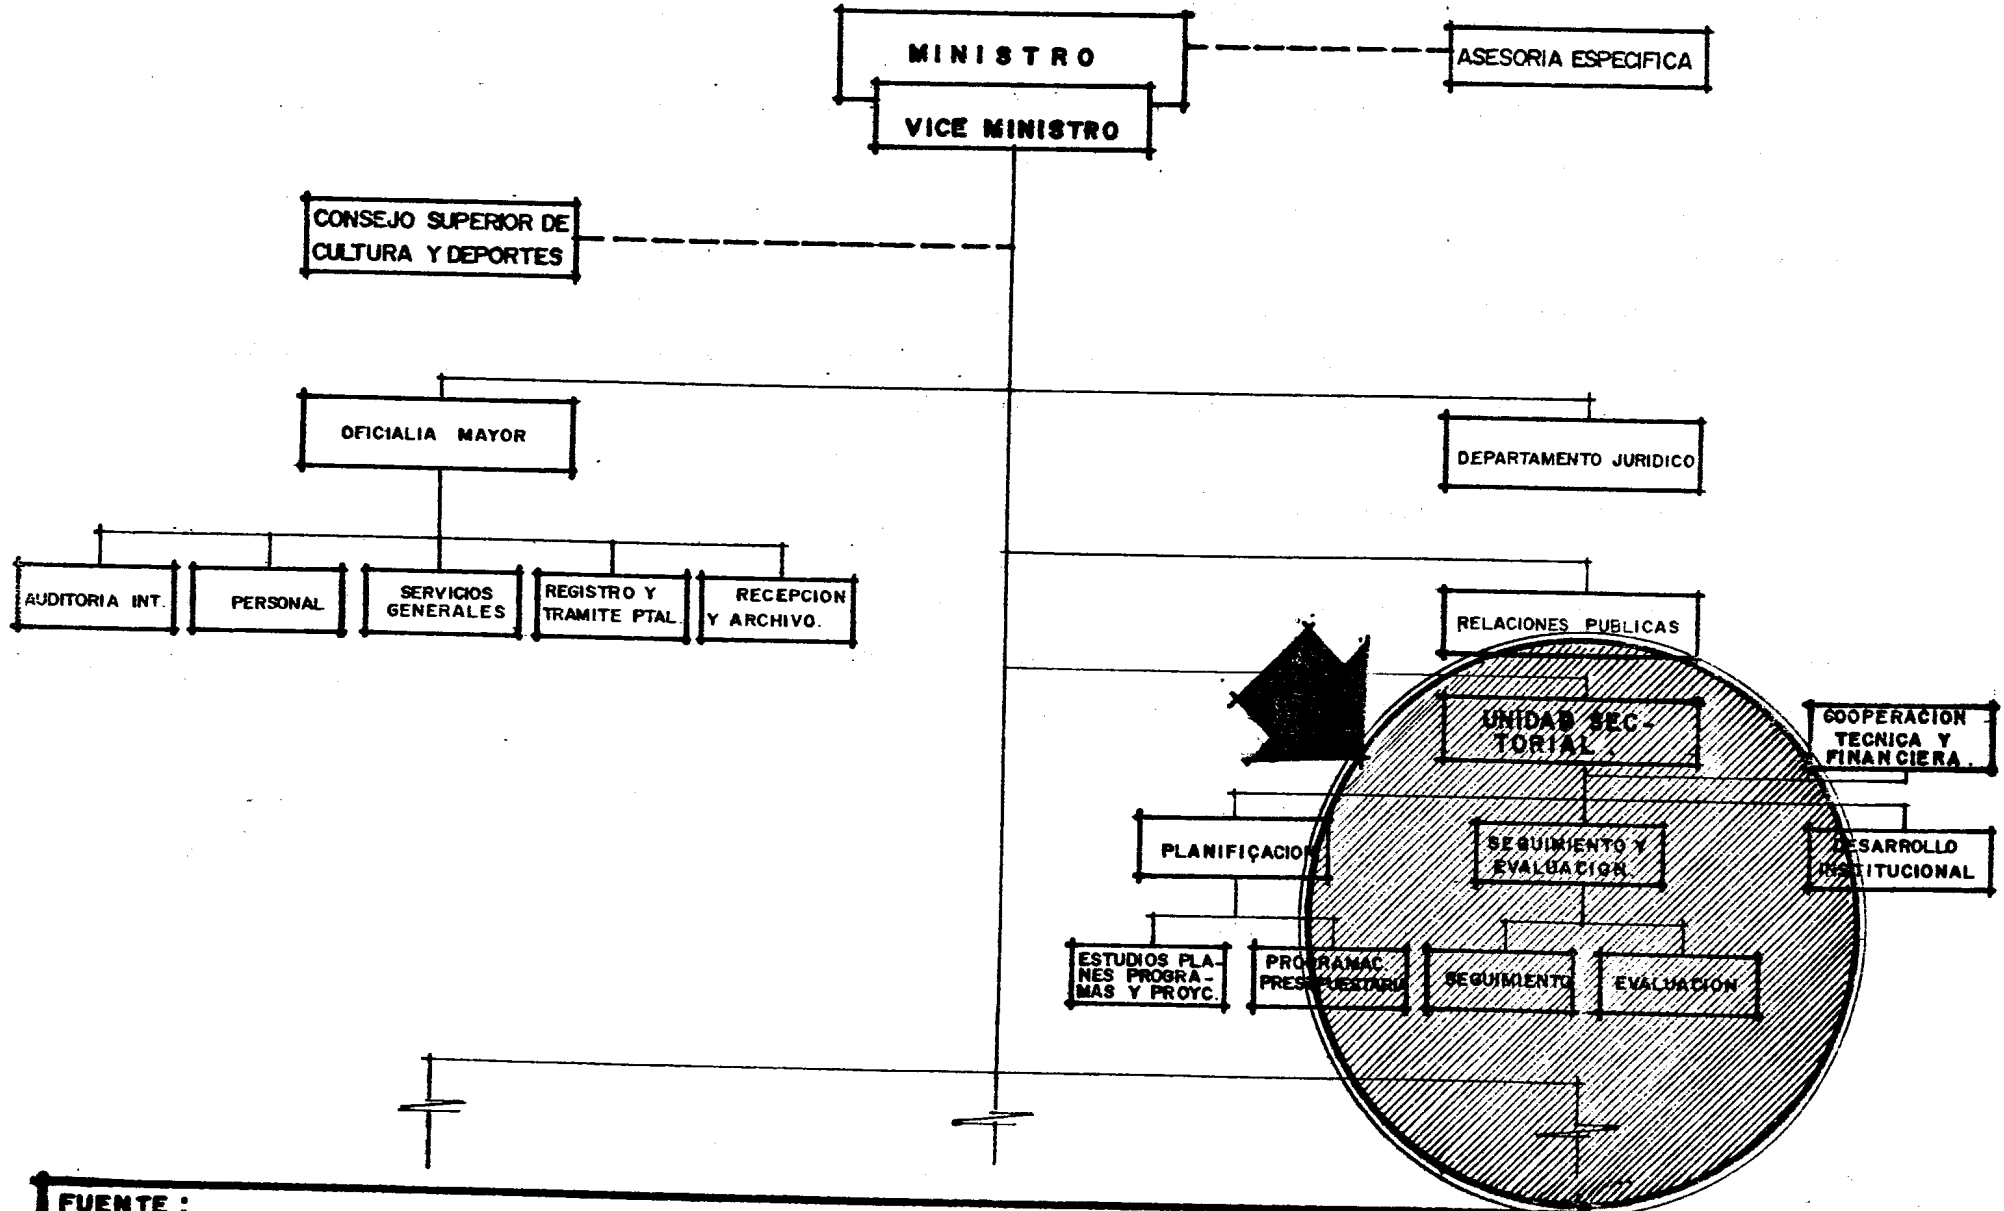 MINISTRO
ASESORIA ESPECIFICA
VICE MINISTRO
CONSEJO SUPERIOR DE
CULTURA Y DEPORTES
OFICIALIA MAYOR
DEPARTAMENTO JURIDICO
AUDITORIA INT.
PERSONAL
SERVICIOS
GENERALES
REGISTRO Y
TRAMITE PTAL.
RECEPCION
Y ARCHIVO.
RELACIONES PUBLICAS
UNIDAD SEC-
TORIAL.
COOPERACION
TECNICA Y
FINANCIERA.
PLANIFICACION
SEGUIMIENTO Y
EVALUACION.
DESARROLLO
INSTITUCIONAL
ESTUDIOS PLA-
NES PROGRA-
MAS Y PROYC.
PROGRAMAC.
PRESUPUESTARIA
SEGUIMIENTO
EVALUACION
FUENTE :